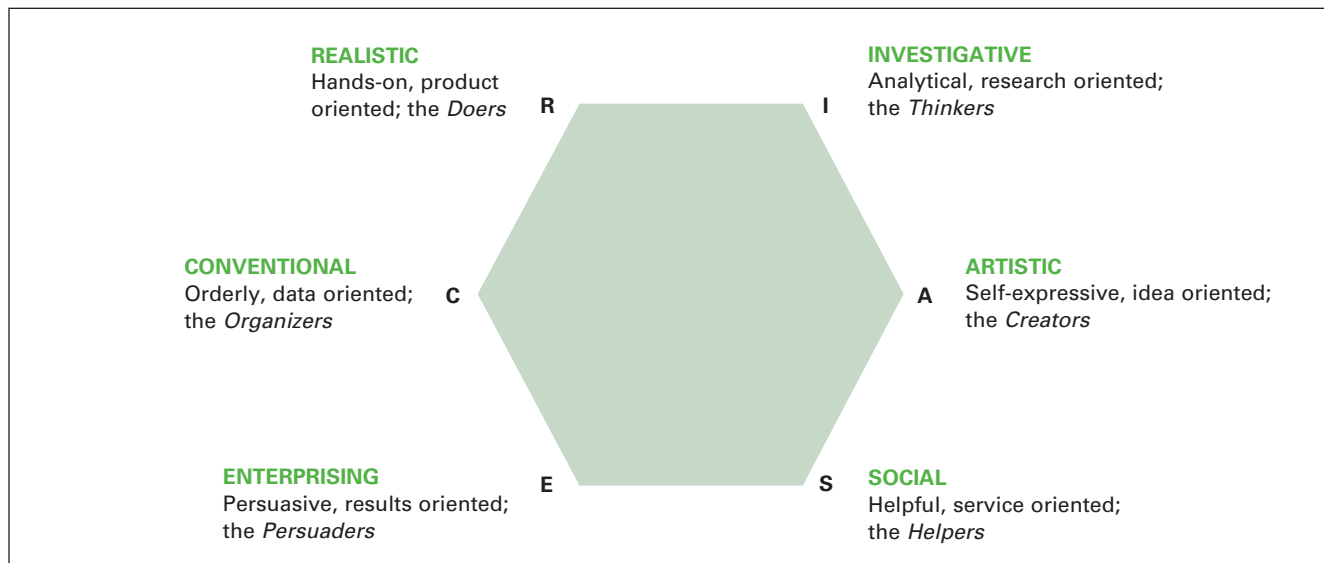 REALISTIC
Hands-on, product
oriented; the Doers
R
INVESTIGATIVE
Analytical, research oriented;
the Thinkers
I
CONVENTIONAL
Orderly, data oriented;
the Organizers
C
ARTISTIC
Self-expressive, idea oriented;
the Creators
A
ENTERPRISING
Persuasive, results oriented;
the Persuaders
E
SOCIAL
Helpful, service oriented;
the Helpers
S